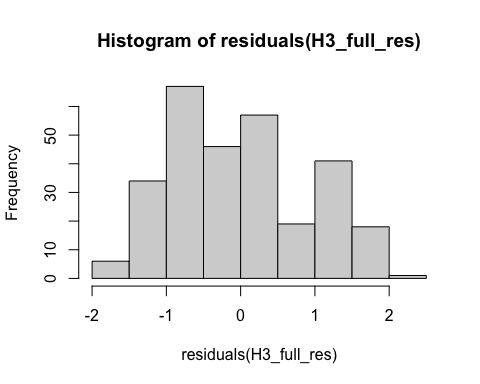 Histogram of residuals(H3_full_res)
Frequency
50
30
10
0
-2 -1 0 1 2
residuals(H3_full_res)